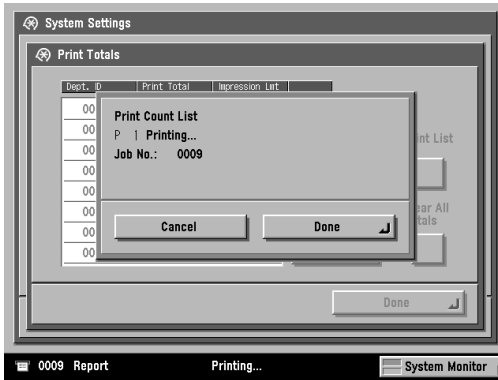 System Settings
Print Totals
Dept. ID Print Total Impression Lmt
00
00
00
00
00
00
00
00
Print Count List
P 1 Printing...
Job No.: 0009
Cancel Done
int List
ear All
tals
Done
0009 Report Printing... System Monitor